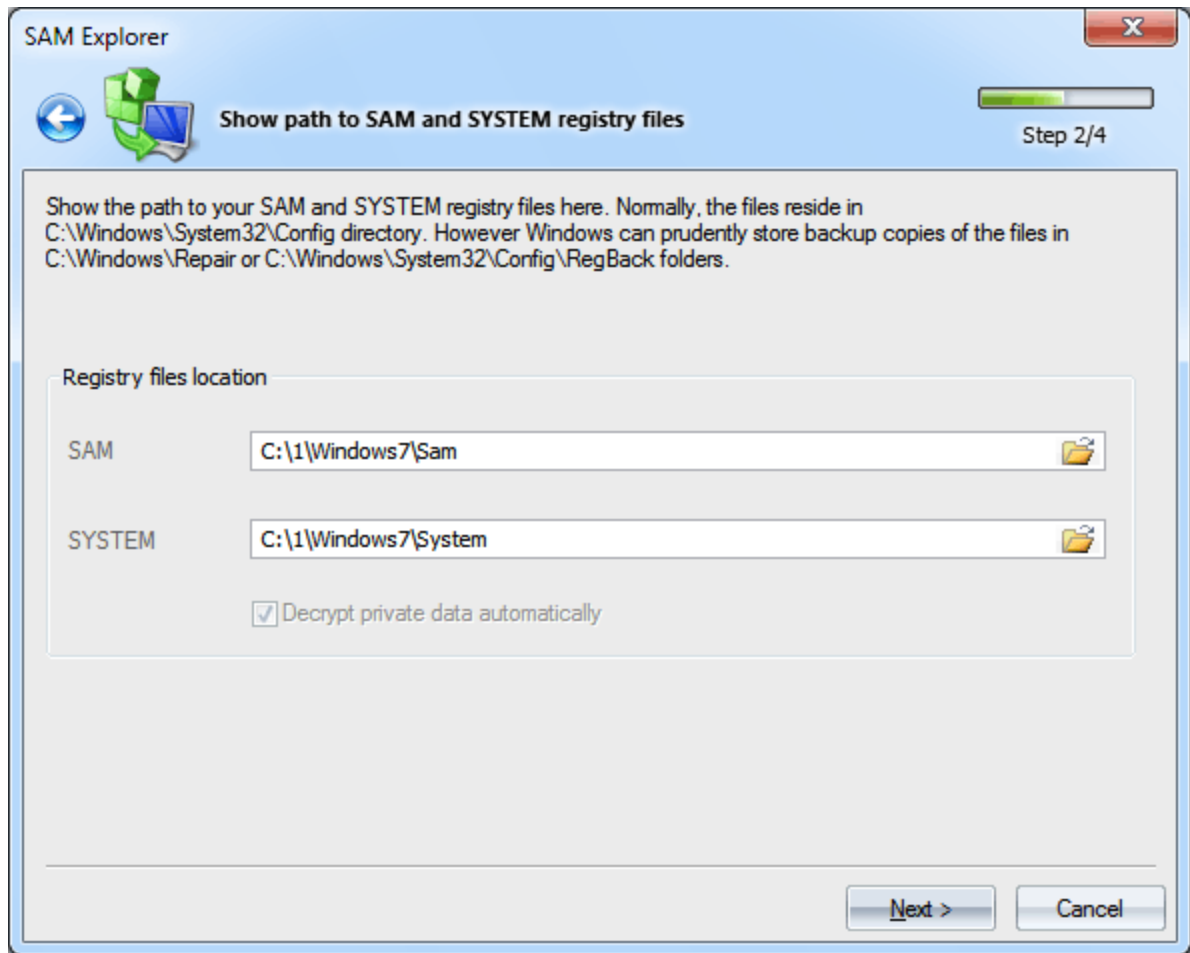 SAM Explorer
Show path to SAM and SYSTEM registry files
Step 2/4
Show the path to your SAM and SYSTEM registry files here. Normally, the files reside in
C:\Windows\System32\Config directory. However Windows can prudently store backup copies of the files in
C:\Windows\Repair or C:\Windows\System32\Config\RegBack folders.
Registry files location
SAM
C:\1\Windows7\Sam
SYSTEM
C:\1\Windows7\System
Decrypt private data automatically
Next >
Cancel